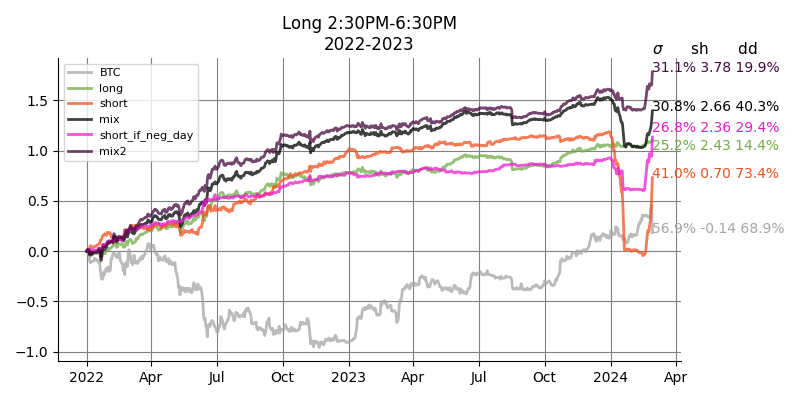 Long 2:30PM-6:30PM
2022-2023
σ sh dd
31.1% 3.78 19.9%
30.8% 2.66 40.3%
26.8% 2.36 29.4%
25.2% 2.43 14.4%
41.0% 0.70 73.4%
56.9% -0.14 68.9%
BTC
long
short
mix
short_if_neg_day
mix2
1.5
1.0
0.5
0.0
−0.5
−1.0
2022 Apr Jul Oct 2023 Apr Jul Oct 2024 Apr